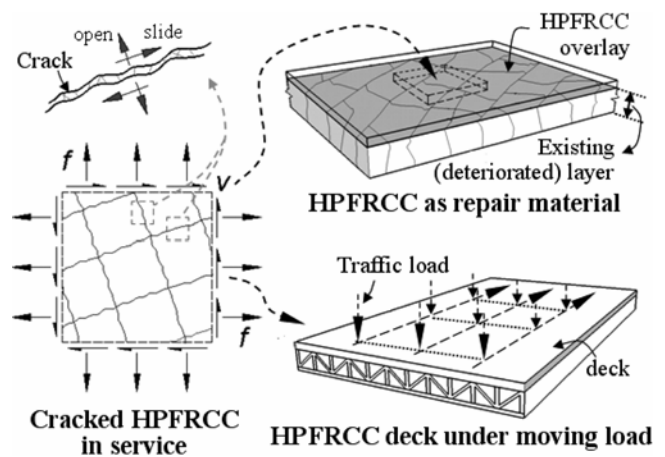 open
slide
Crack
f
v
f
Cracked HPFRCC
in service
HPFRCC
overlay
Existing
(deteriorated) layer
HPFRCC as repair material
Traffic load
deck
HPFRCC deck under moving load